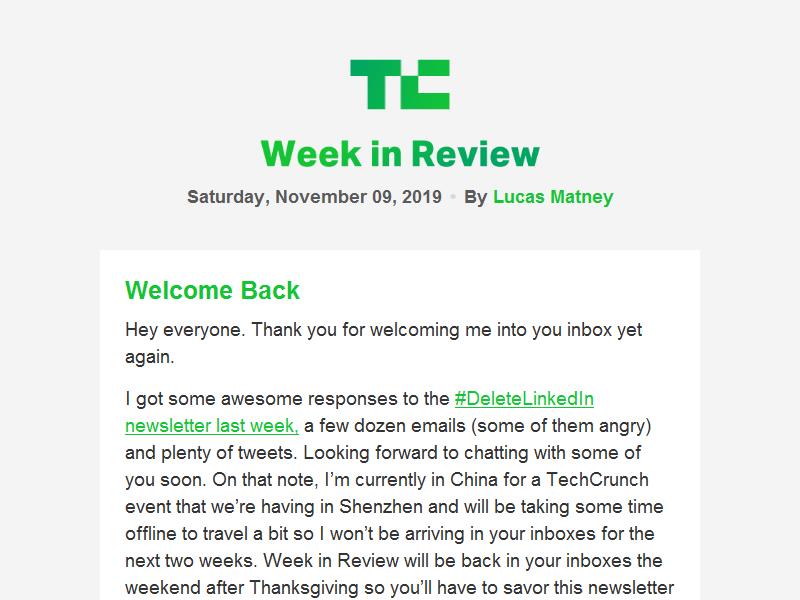 TC
Week in Review
Saturday, November 09, 2019 • By Lucas Matney
Welcome Back
Hey everyone. Thank you for welcoming me into you inbox yet
again.
I got some awesome responses to the #DeleteLinkedIn
newsletter last week, a few dozen emails (some of them angry)
and plenty of tweets. Looking forward to chatting with some of
you soon. On that note, I’m currently in China for a TechCrunch
event that we’re having in Shenzhen and will be taking some time
offline to travel a bit so I won’t be arriving in your inboxes for the
next two weeks. Week in Review will be back in your inboxes the
weekend after Thanksgiving so you’ll have to savor this newsletter